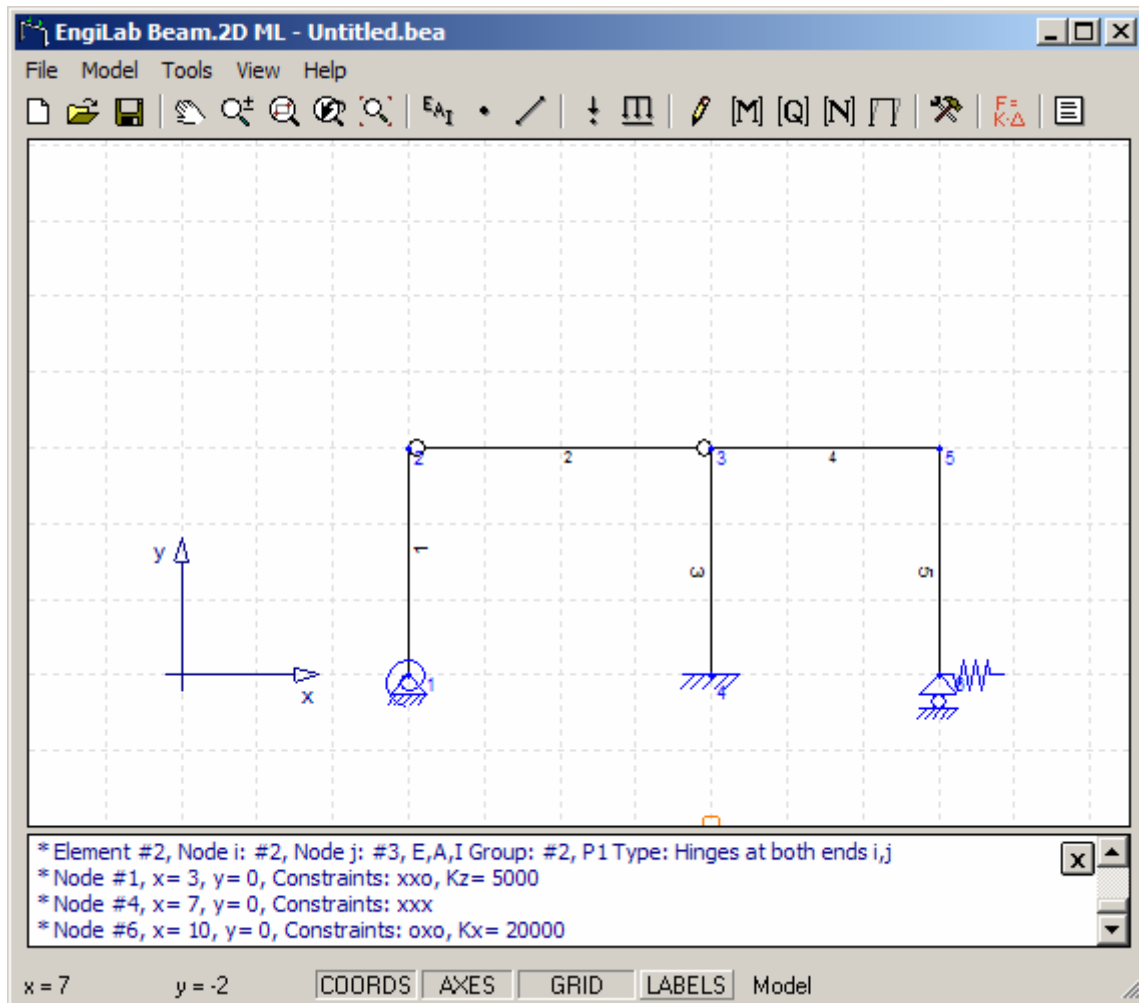 EngiLab Beam.2D ML - Untitled.bea
File Model Tools View Help
E,A,I [M] [Q] [N] F= K·Δ
2 2 3 4 5
y
1 3 5
x
1 4 6
* Element #2, Node i: #2, Node j: #3, E,A,I Group: #2, P1 Type: Hinges at both ends i,j
x
* Node #1, x= 3, y= 0, Constraints: xxo, Kz= 5000
* Node #4, x= 7, y= 0, Constraints: xxx
* Node #6, x= 10, y= 0, Constraints: oxo, Kx= 20000
x = 7 y = -2 COORDS AXES GRID LABELS Model